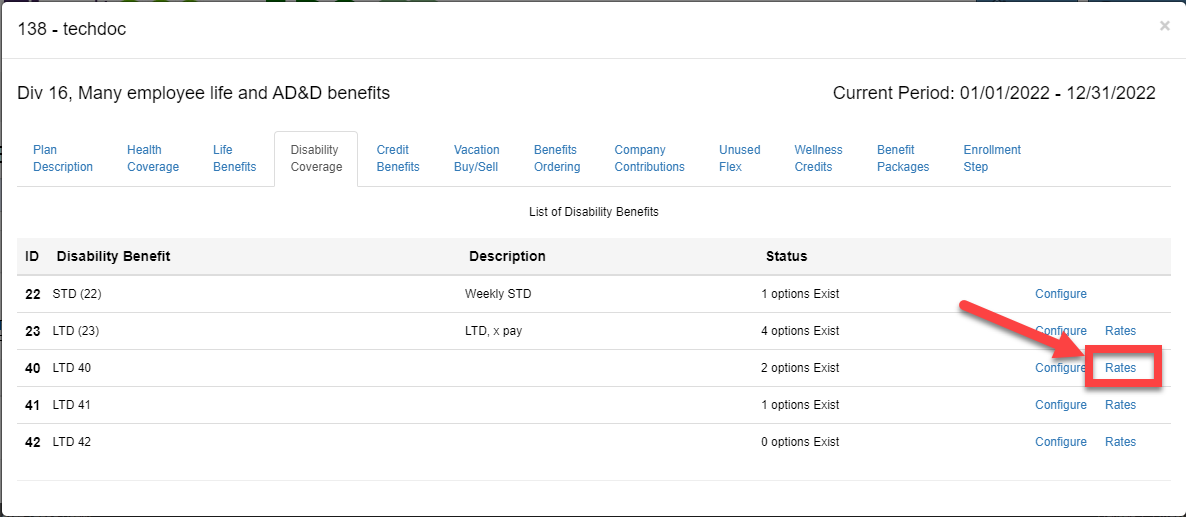 138 - techdoc ×
Div 16, Many employee life and AD&D benefits Current Period: 01/01/2022 - 12/31/2022
Plan Description
Health Coverage
Life Benefits
Disability Coverage
Credit Benefits
Vacation Buy/Sell
Benefits Ordering
Company Contributions
Unused Flex
Wellness Credits
Benefit Packages
Enrollment Step
List of Disability Benefits
ID Disability Benefit Description Status
22 STD (22) Weekly STD 1 options Exist Configure
23 LTD (23) LTD, x pay 4 options Exist Configure Rates
40 LTD 40 2 options Exist Configure Rates
41 LTD 41 1 options Exist Configure Rates
42 LTD 42 0 options Exist Configure Rates